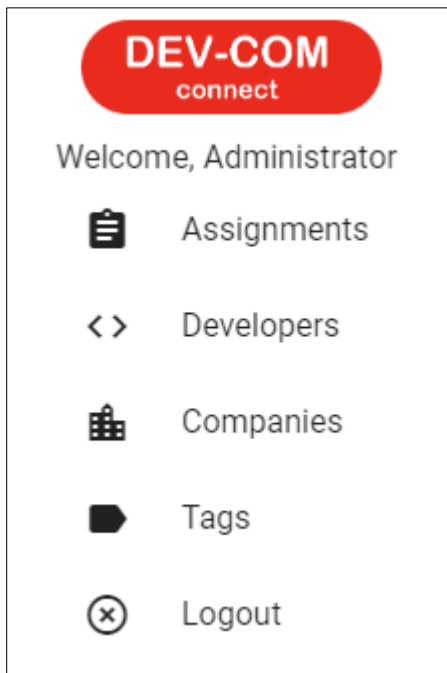 DEV-COM
connect
Welcome, Administrator
Assignments
Developers
Companies
Tags
Logout